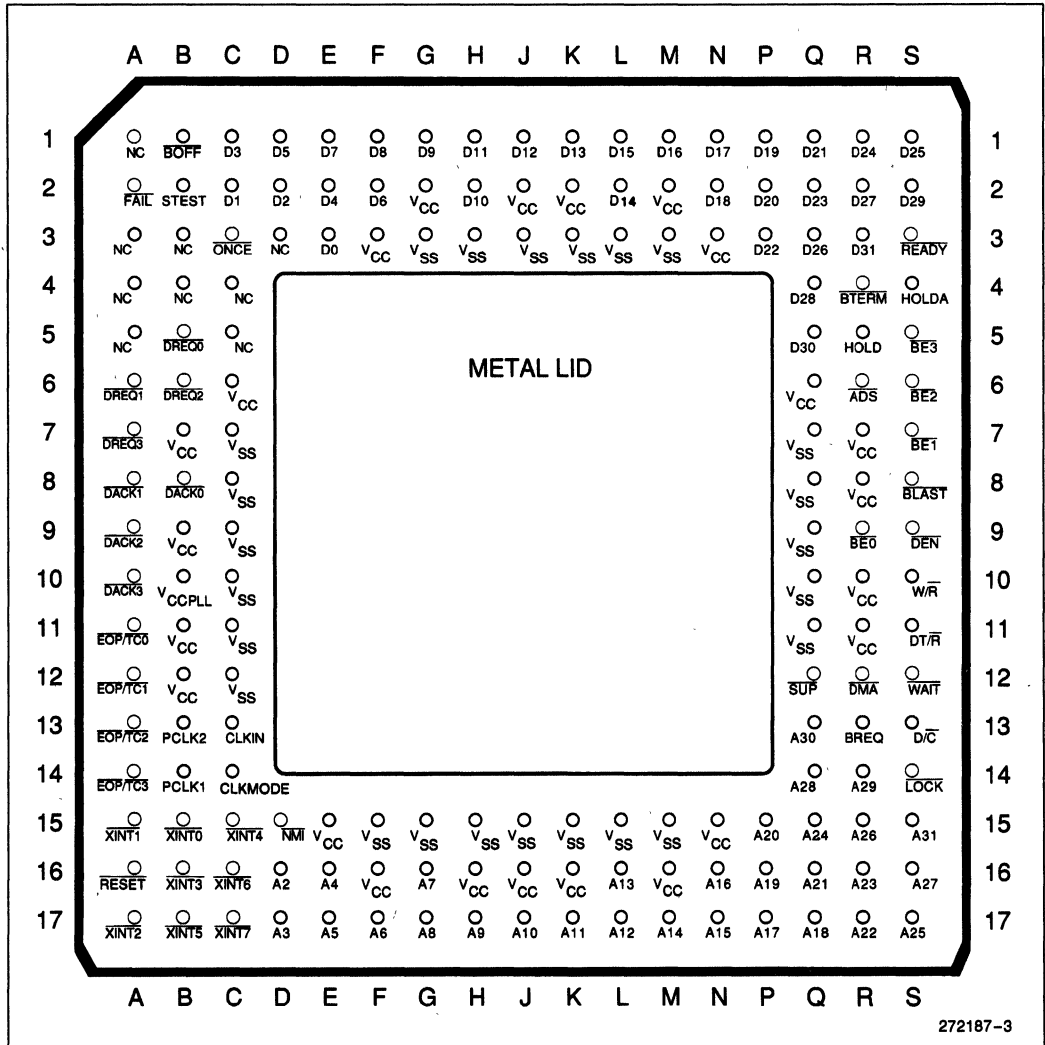 A B C D E F G H J K L M N P Q R S
1 1
NC BOFF D3 D5 D7 D8 D9 D11 D12 D13 D15 D16 D17 D19 D21 D24 D25
2 2
FAIL STEST D1 D2 D4 D6 VCC D10 VCC VCC D14 VCC D18 D20 D23 D27 D29
3 3
NC NC ONCE NC D0 VCC VSS VSS VSS VSS VSS VSS VCC D22 D26 D31 READY
4 4
NC NC NC D28 BTERM HOLDA
5 5
NC DREQ0 NC D30 HOLD BE3
METAL LID
6 6
DREQ1 DREQ2 VCC VCC ADS BE2
7 7
DREQ3 VCC VSS VSS VCC BE1
8 8
DACK1 DACK0 VSS VSS VCC BLAST
9 9
DACK2 VCC VSS VSS BE0 DEN
10 10
DACK3 VCCPLL VSS VSS VCC W/R
11 11
EOP/TC0 VCC VSS VSS VCC DT/R
12 12
EOP/TC1 VCC VSS SUP DMA WAIT
13 13
EOP/TC2 PCLK2 CLKIN A30 BREQ D/C
14 14
EOP/TC3 PCLK1 CLKMODE A28 A29 LOCK
15 15
XINT1 XINT0 XINT4 NMI VCC VSS VSS VSS VSS VSS VSS VSS VCC A20 A24 A26 A31
16 16
RESET XINT3 XINT6 A2 A4 VCC A7 VCC VCC VCC A13 VCC A16 A19 A21 A23 A27
17 17
XINT2 XINT5 XINT7 A3 A5 A6 A8 A9 A10 A11 A12 A14 A15 A17 A18 A22 A25
A B C D E F G H J K L M N P Q R S
272187-3